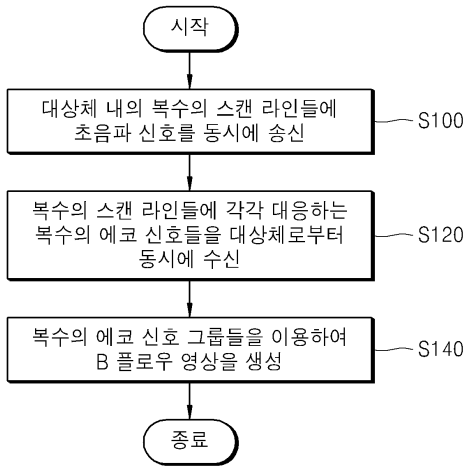 시작
대상체 내의 복수의 스캔 라인들에
초음파 신호를 동시에 송신
S100
복수의 스캔 라인들에 각각 대응하는
복수의 에코 신호들을 대상체로부터
동시에 수신
S120
복수의 에코 신호 그룹들을 이용하여
B 플로우 영상을 생성
S140
종료